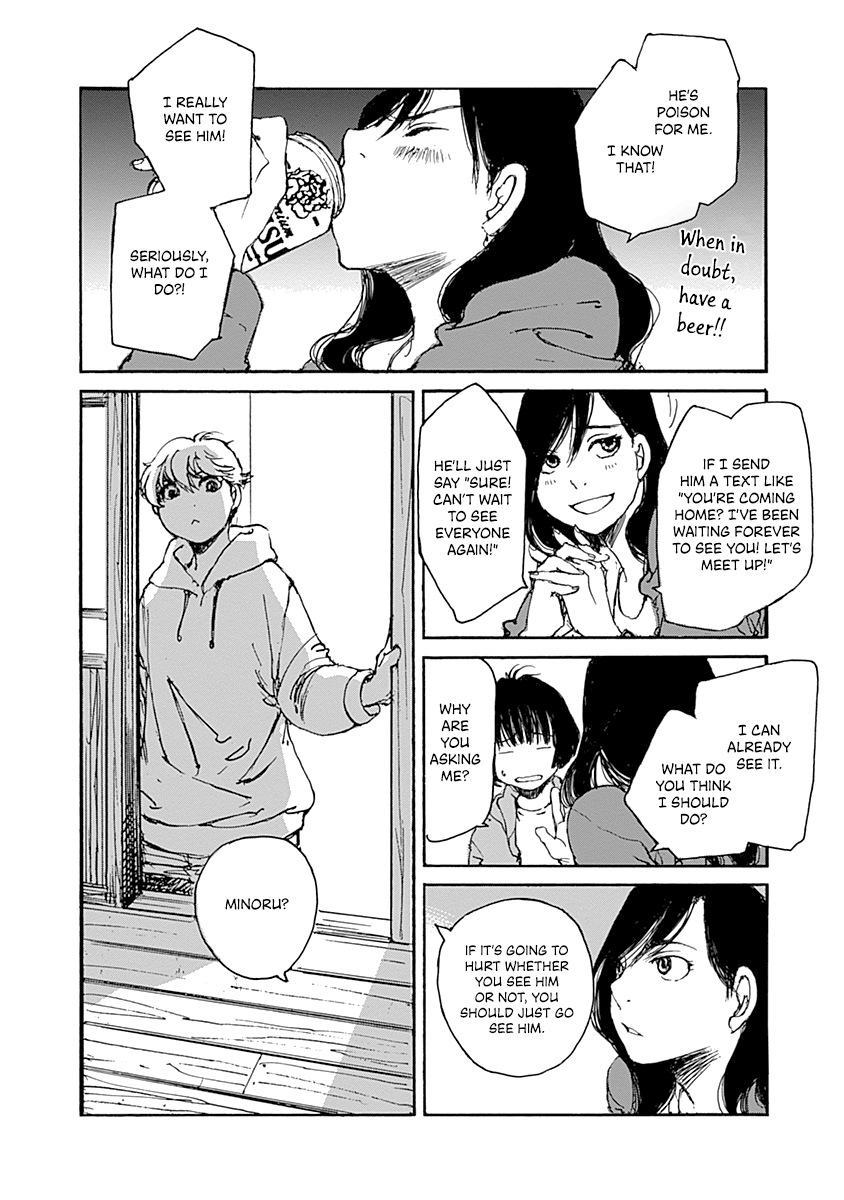 HE'S
POISON
FOR ME.
I KNOW
THAT!
When in
doubt,
have a
beer!!
I REALLY
WANT TO
SEE HIM!
SERIOUSLY,
WHAT DO I
DO?!
IF I SEND
HIM A TEXT LIKE
"YOU'RE COMING
HOME? I'VE BEEN
WAITING FOREVER
TO SEE YOU! LET'S
MEET UP!"
HE'LL JUST
SAY "SURE!
CAN'T WAIT
TO SEE
EVERYONE
AGAIN!"
I CAN
ALREADY
SEE IT.
WHAT DO
YOU THINK
I SHOULD
DO?
WHY
ARE
YOU
ASKING
ME?
IF IT'S GOING TO
HURT WHETHER
YOU SEE HIM
OR NOT, YOU
SHOULD JUST GO
SEE HIM.
MINORU?